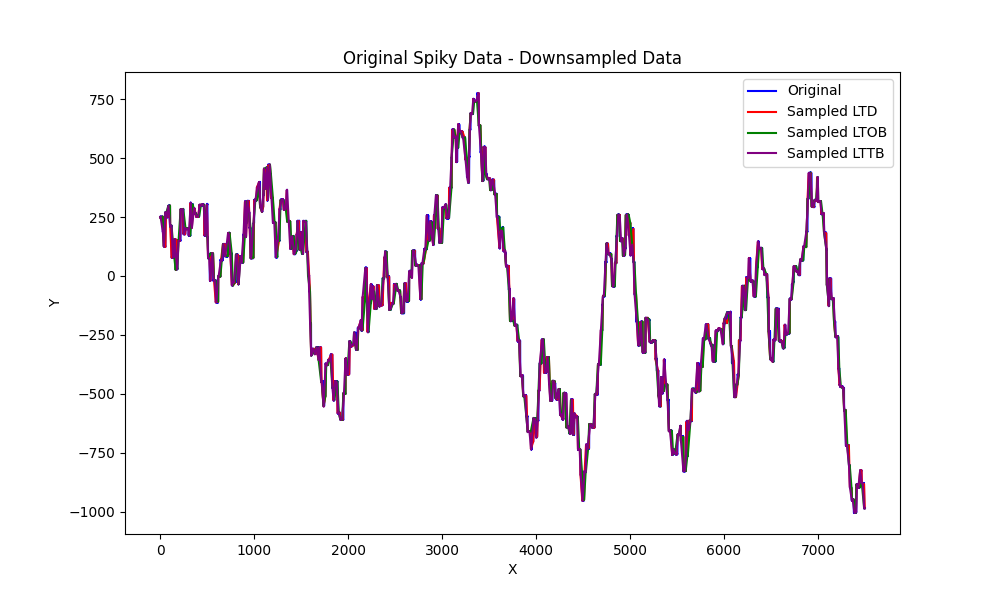 Original Spiky Data - Downsampled Data
Original
Sampled LTD
Sampled LTOB
Sampled LTTB
Y
750
500
250
0
−250
−500
−750
−1000
0 1000 2000 3000 4000 5000 6000 7000
X